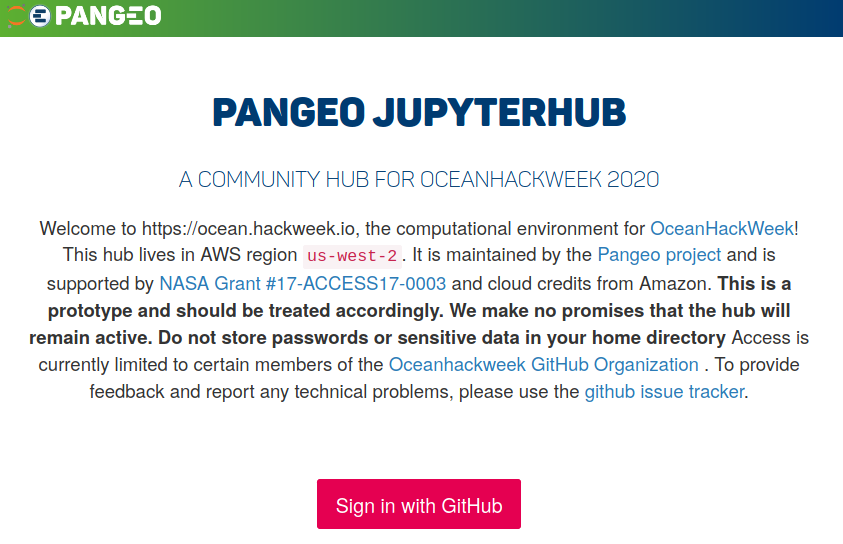 PANGEO
PANGEO JUPYTERHUB
A COMMUNITY HUB FOR OCEANHACKWEEK 2020
Welcome to https://ocean.hackweek.io, the computational environment for OceanHackWeek!
This hub lives in AWS region us-west-2. It is maintained by the Pangeo project and is
supported by NASA Grant #17-ACCESS17-0003 and cloud credits from Amazon. This is a
prototype and should be treated accordingly. We make no promises that the hub will
remain active. Do not store passwords or sensitive data in your home directory Access is
currently limited to certain members of the Oceanhackweek GitHub Organization . To provide
feedback and report any technical problems, please use the github issue tracker.
Sign in with GitHub